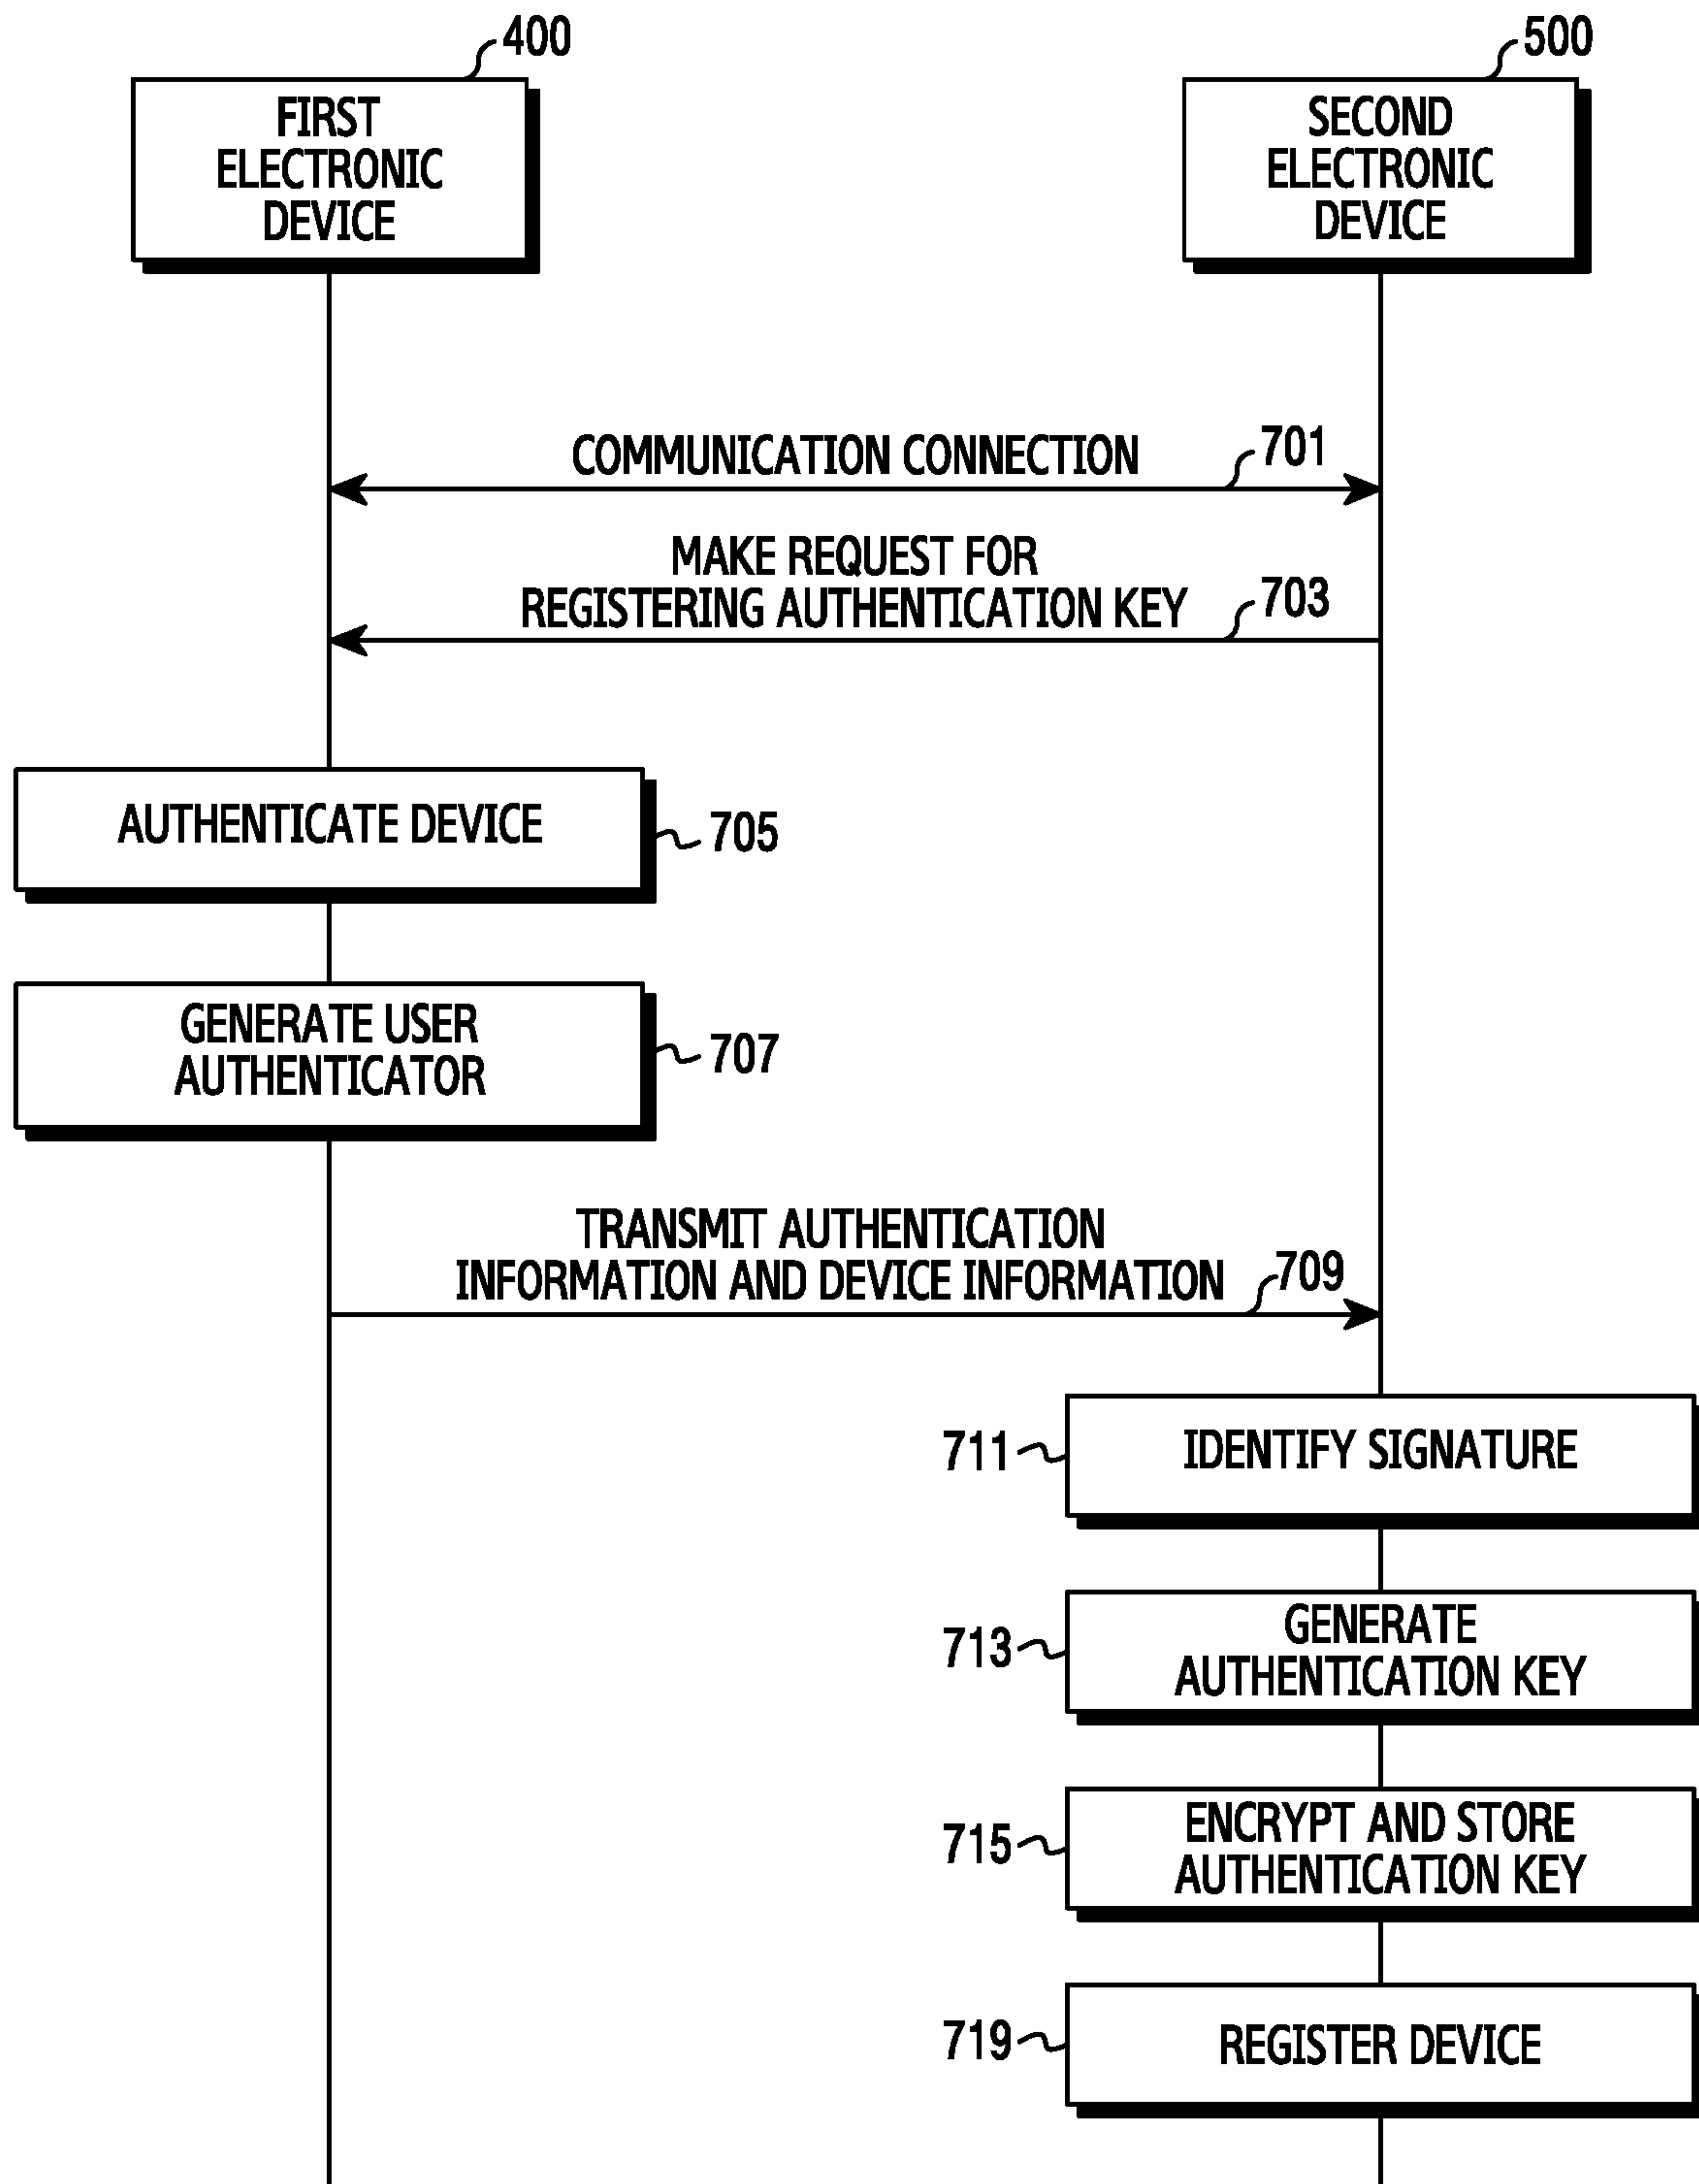 400
500
FIRST
ELECTRONIC
DEVICE
SECOND
ELECTRONIC
DEVICE
COMMUNICATION CONNECTION
701
MAKE REQUEST FOR
REGISTERING AUTHENTICATION KEY
703
AUTHENTICATE DEVICE
705
GENERATE USER
AUTHENTICATOR
707
TRANSMIT AUTHENTICATION
INFORMATION AND DEVICE INFORMATION
709
711
IDENTIFY SIGNATURE
713
GENERATE
AUTHENTICATION KEY
715
ENCRYPT AND STORE
AUTHENTICATION KEY
719
REGISTER DEVICE